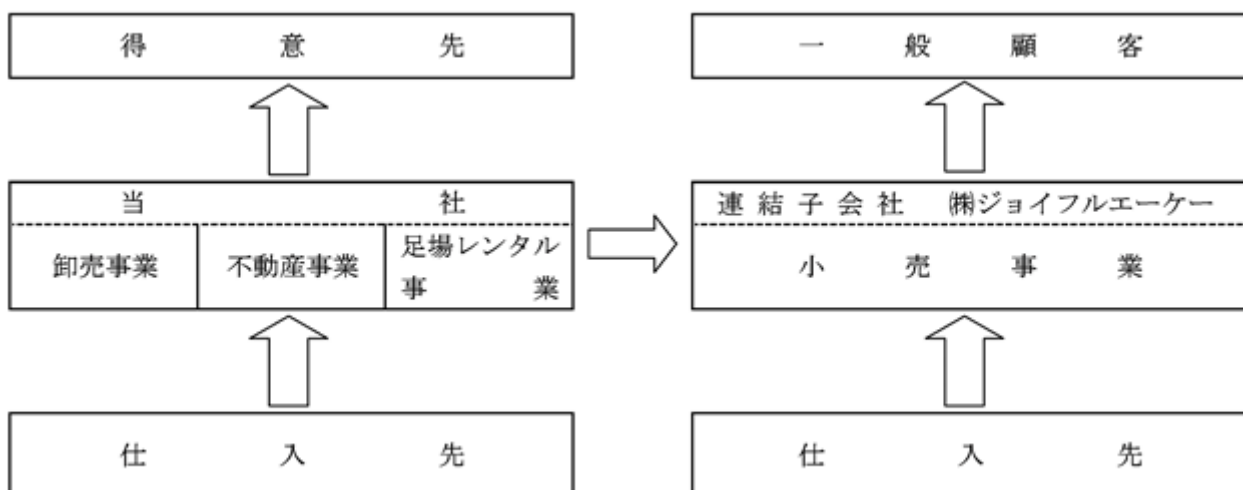 得意先
一般顧客
当社
連結子会社 ㈱ジョイフルエーケー
卸売事業
不動産事業
足場レンタル
事業
小売事業
仕入先
仕入先